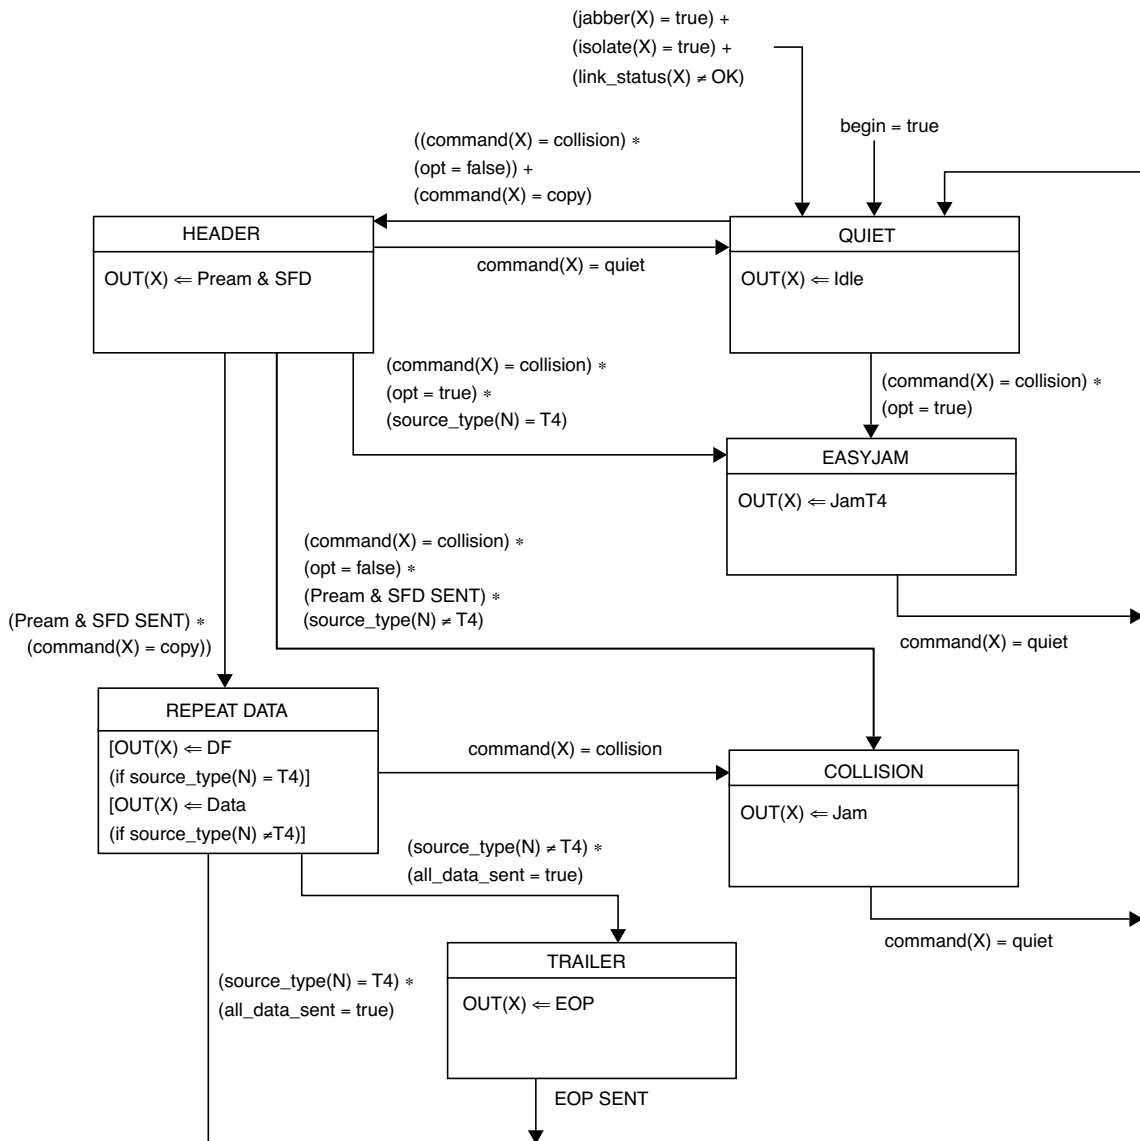 (jabber(X) = true) +
(isolate(X) = true) +
(link_status(X) ≠ OK)
begin = true
((command(X) = collision) *
(opt = false)) +
(command(X) = copy)
HEADER
OUT(X) ⇐ Pream & SFD
command(X) = quiet
QUIET
OUT(X) ⇐ Idle
(command(X) = collision) *
(opt = true) *
(source_type(N) = T4)
(command(X) = collision) *
(opt = true)
EASYJAM
OUT(X) ⇐ JamT4
(command(X) = collision) *
(opt = false) *
(Pream & SFD SENT) *
(source_type(N) ≠ T4)
(Pream & SFD SENT) *
(command(X) = copy))
command(X) = quiet
REPEAT DATA
[OUT(X) ⇐ DF
(if source_type(N) = T4)]
[OUT(X) ⇐ Data
(if source_type(N) ≠T4)]
command(X) = collision
COLLISION
OUT(X) ⇐ Jam
(source_type(N) ≠ T4) *
(all_data_sent = true)
command(X) = quiet
(source_type(N) = T4) *
(all_data_sent = true)
TRAILER
OUT(X) ⇐ EOP
EOP SENT